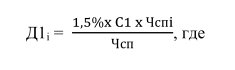 Д1i = 1,5%x С1 x Чспi / Чсп, где